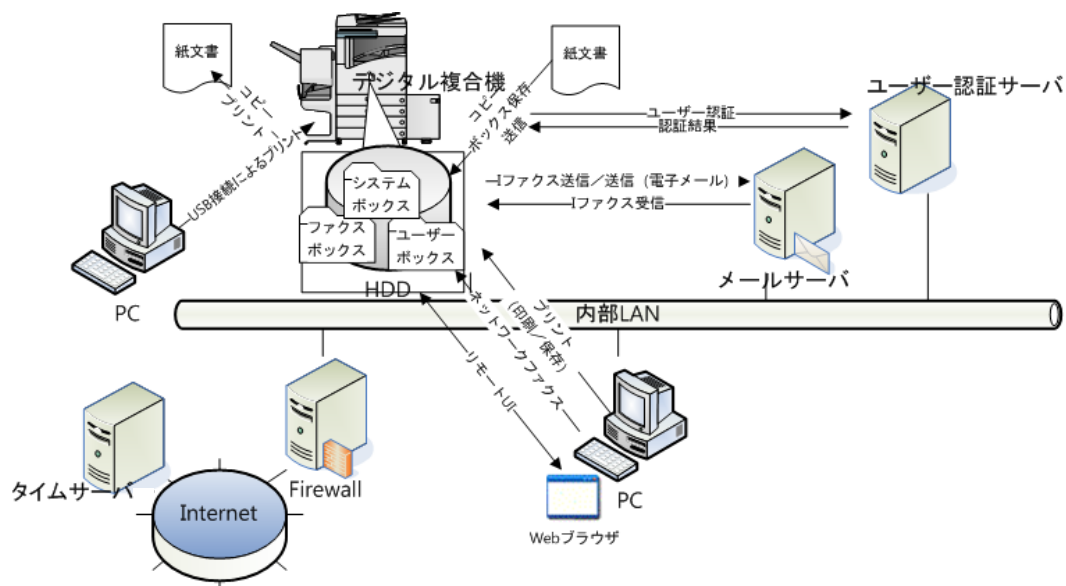 紙文書
デジタル複合機
紙文書
コピー
プリント
コピー
ボックス保存
送信
ユーザー認証
認証結果
ユーザー認証サーバ
USB接続によるプリント
システム
ボックス
ファクス
ボックス
ユーザー
ボックス
HDD
Iファクス送信／送信（電子メール）
Iファクス受信
メールサーバ
PC
内部LAN
プリント
（印刷／保存）
ネットワークファクス
リモートUI
タイムサーバ
Firewall
Internet
PC
Webブラウザ